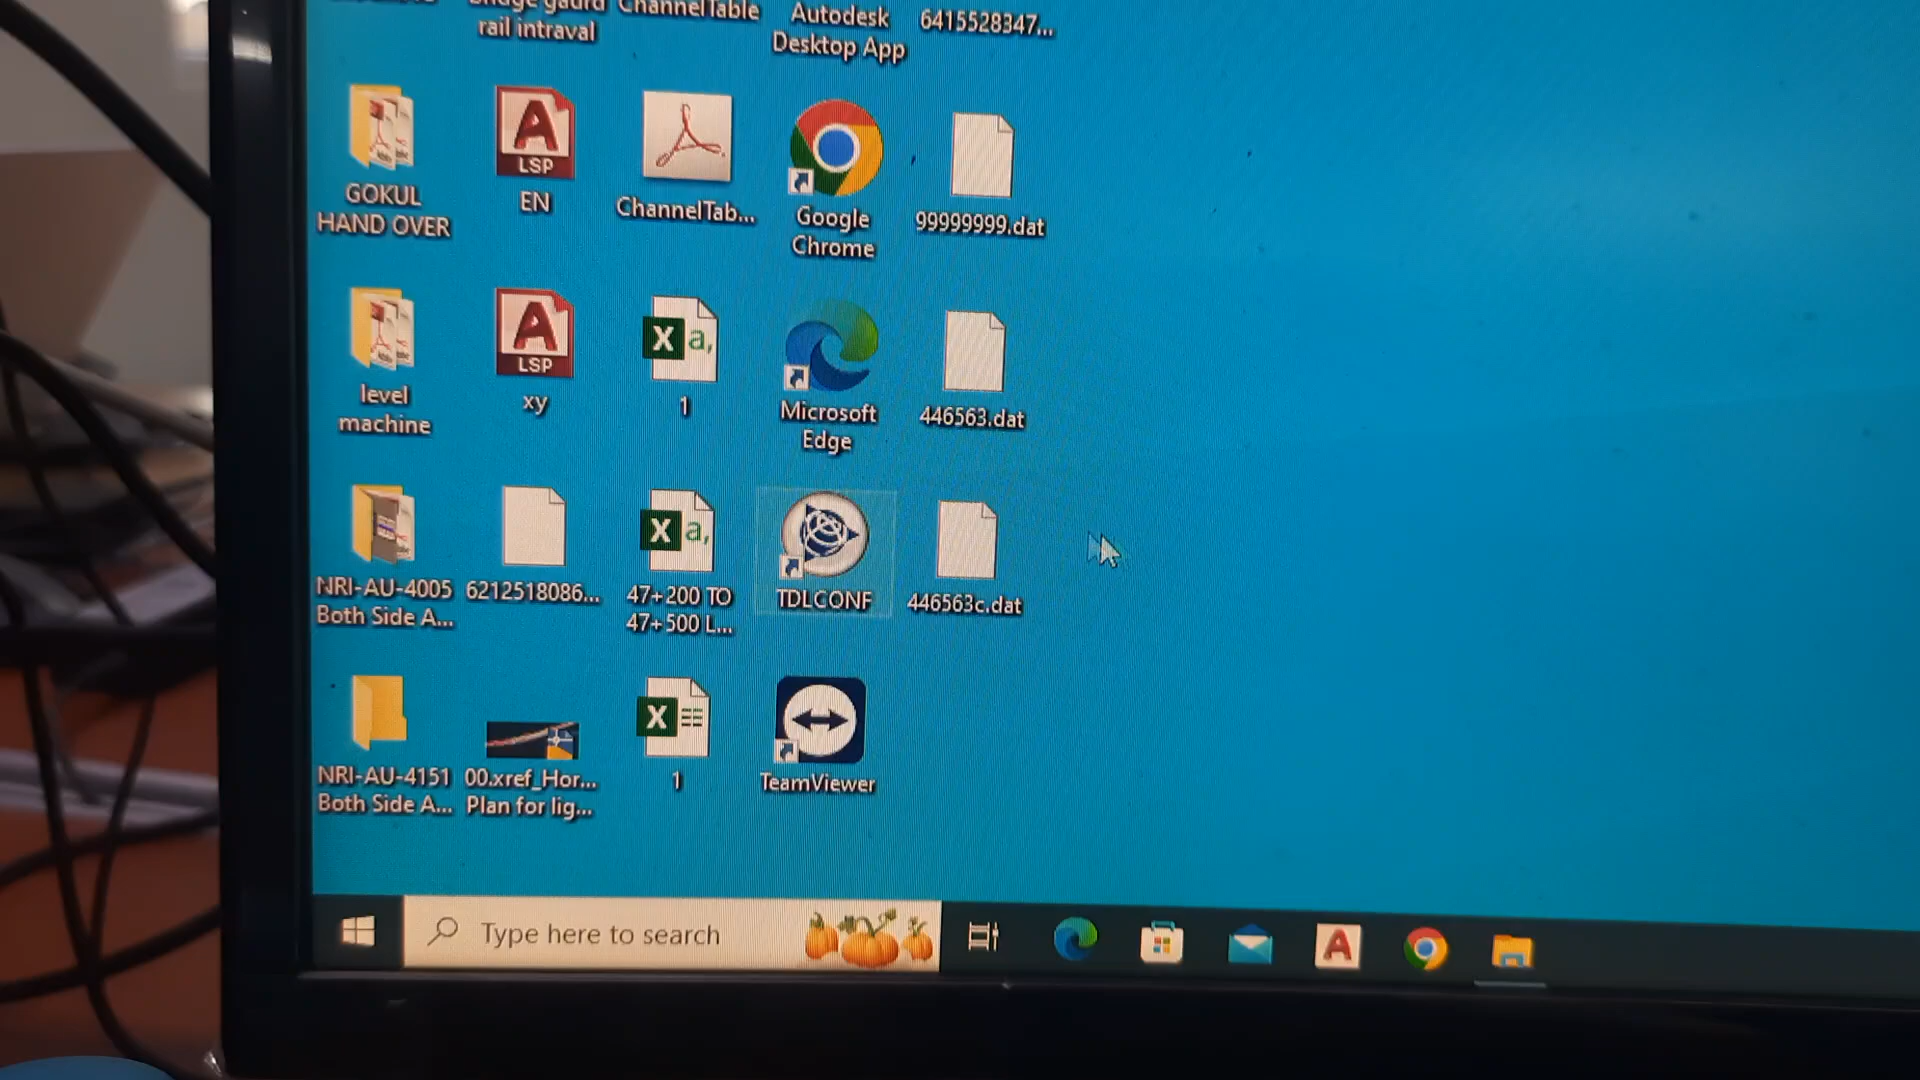 rail intraval
ChannelTable
Autodesk
Desktop App
6415528347...
GOKUL
HAND OVER
LSP
EN
ChannelTab...
Google
Chrome
99999999.dat
level
machine
LSP
xy
X a,
1
Microsoft
Edge
446563.dat
NRI-AU-4005
Both Side A...
6212518086...
X a,
47+200 TO
47+500 L...
TDLCONF
446563c.dat
NRI-AU-4151
Both Side A...
00.xref_Hor...
Plan for lig...
X
1
TeamViewer
Type here to search